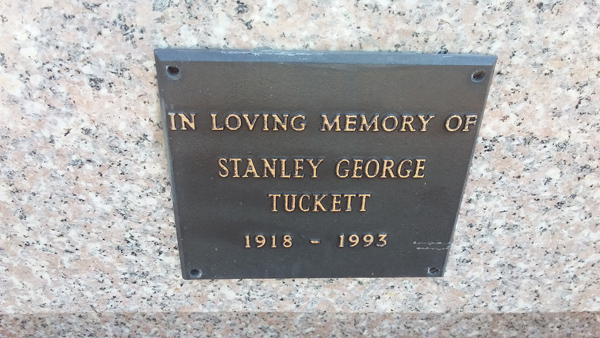 IN LOVING MEMORY OF
STANLEY GEORGE
TUCKETT
1918 - 1993